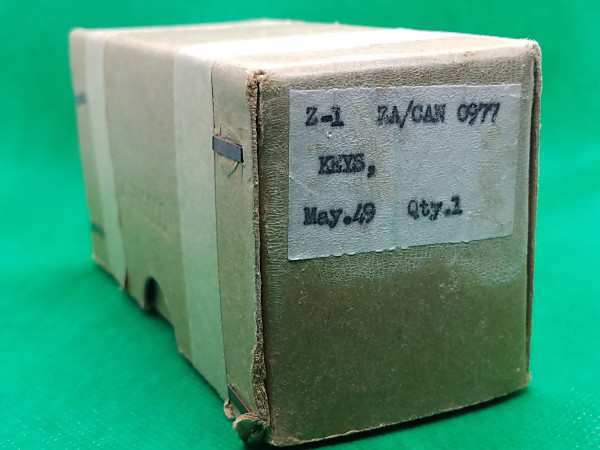 Z-1 ZA/CAN 0977
KEYS,
May.49 Qty.1